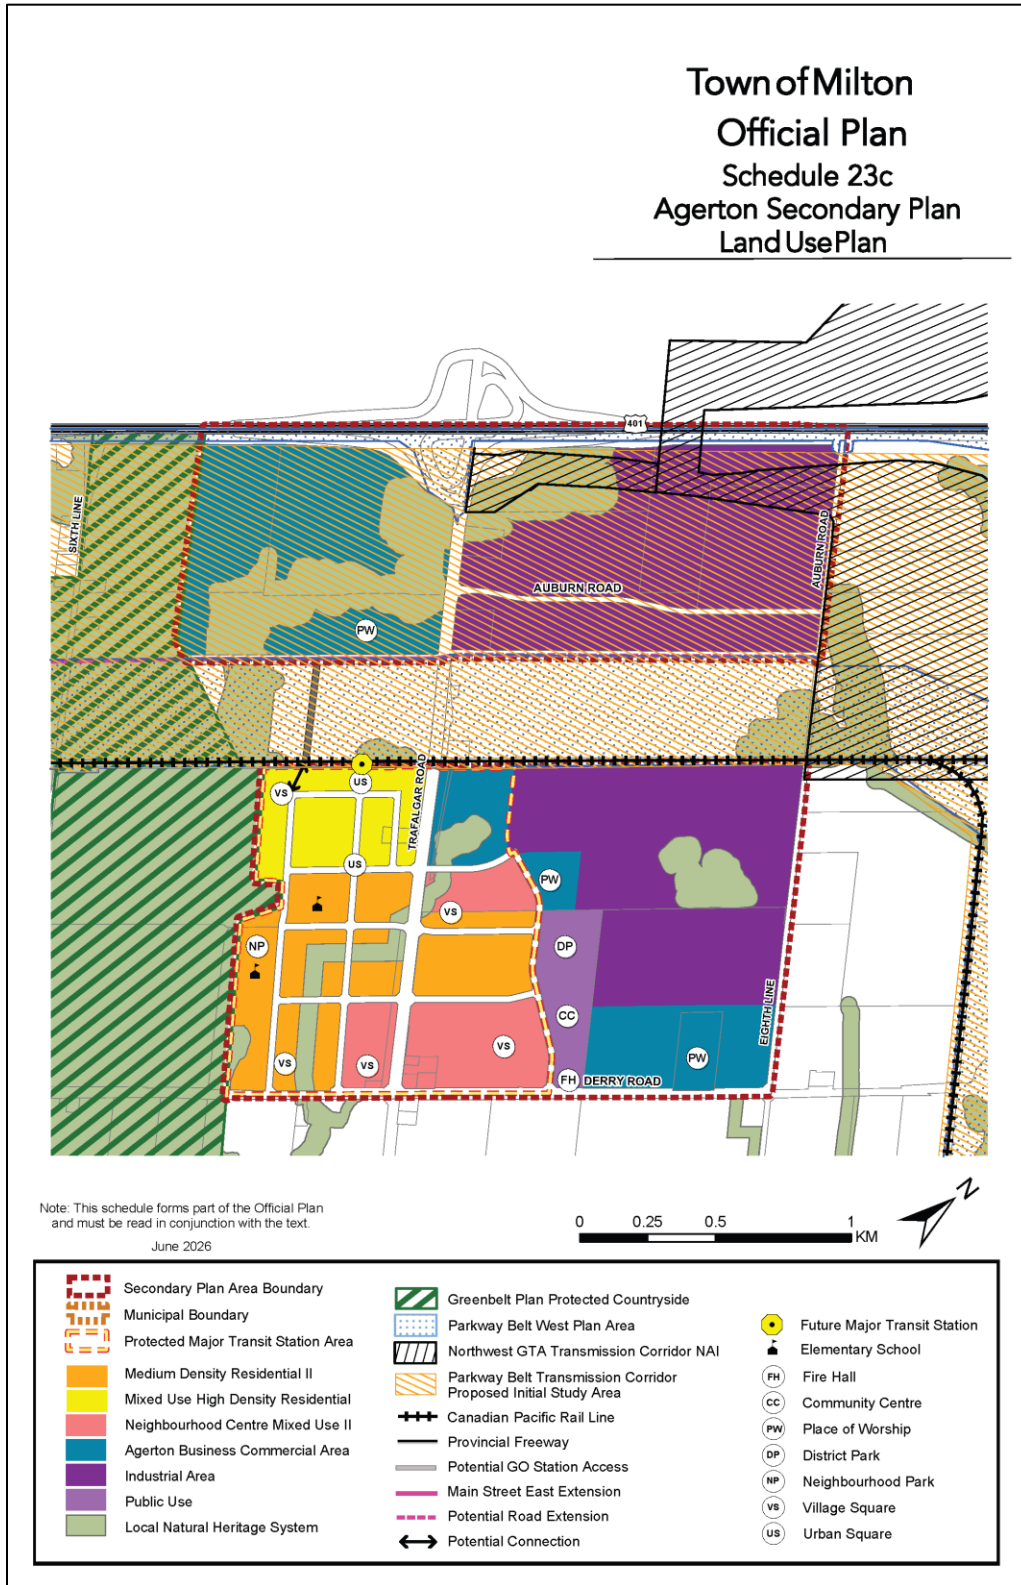 Town of Milton
Official Plan
Schedule 23c
Agerton Secondary Plan
Land Use Plan
401
SIXTH LINE
AUBURN ROAD
AUBURN ROAD
PW
TRAFALGAR ROAD
VS
US
US
PW
VS
NP
DP
CC
VS
VS
VS
PW
FH
DERRY ROAD
EIGHTH LINE
Note: This schedule forms part of the Official Plan
and must be read in conjunction with the text.
June 2026
0 0.25 0.5 1
KM
N
Secondary Plan Area Boundary
Municipal Boundary
Protected Major Transit Station Area
Medium Density Residential II
Mixed Use High Density Residential
Neighbourhood Centre Mixed Use II
Agerton Business Commercial Area
Industrial Area
Public Use
Local Natural Heritage System
Greenbelt Plan Protected Countryside
Parkway Belt West Plan Area
Northwest GTA Transmission Corridor NAI
Parkway Belt Transmission Corridor
Proposed Initial Study Area
Canadian Pacific Rail Line
Provincial Freeway
Potential GO Station Access
Main Street East Extension
Potential Road Extension
Potential Connection
Future Major Transit Station
Elementary School
FH Fire Hall
CC Community Centre
PW Place of Worship
DP District Park
NP Neighbourhood Park
VS Village Square
US Urban Square